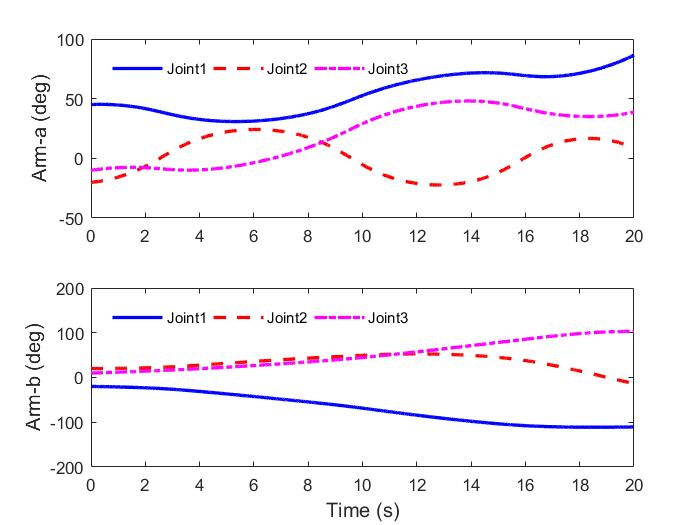 100
Joint1 Joint2 Joint3
50
Arm-a (deg)
0
-50
0 2 4 6 8 10 12 14 16 18 20
200
Joint1 Joint2 Joint3
100
Arm-b (deg)
0
-100
-200
0 2 4 6 8 10 12 14 16 18 20
Time (s)